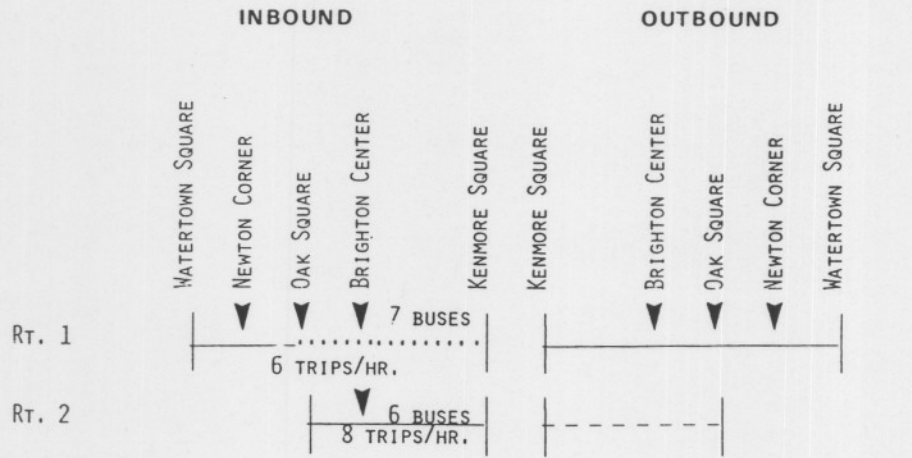 INBOUND
OUTBOUND
WATERTOWN SQUARE
NEWTON CORNER
OAK SQUARE
BRIGHTON CENTER
KENMORE SQUARE
KENMORE SQUARE
BRIGHTON CENTER
OAK SQUARE
NEWTON CORNER
WATERTOWN SQUARE
RT. 1
7 BUSES
6 TRIPS/HR.
RT. 2
6 BUSES
8 TRIPS/HR.